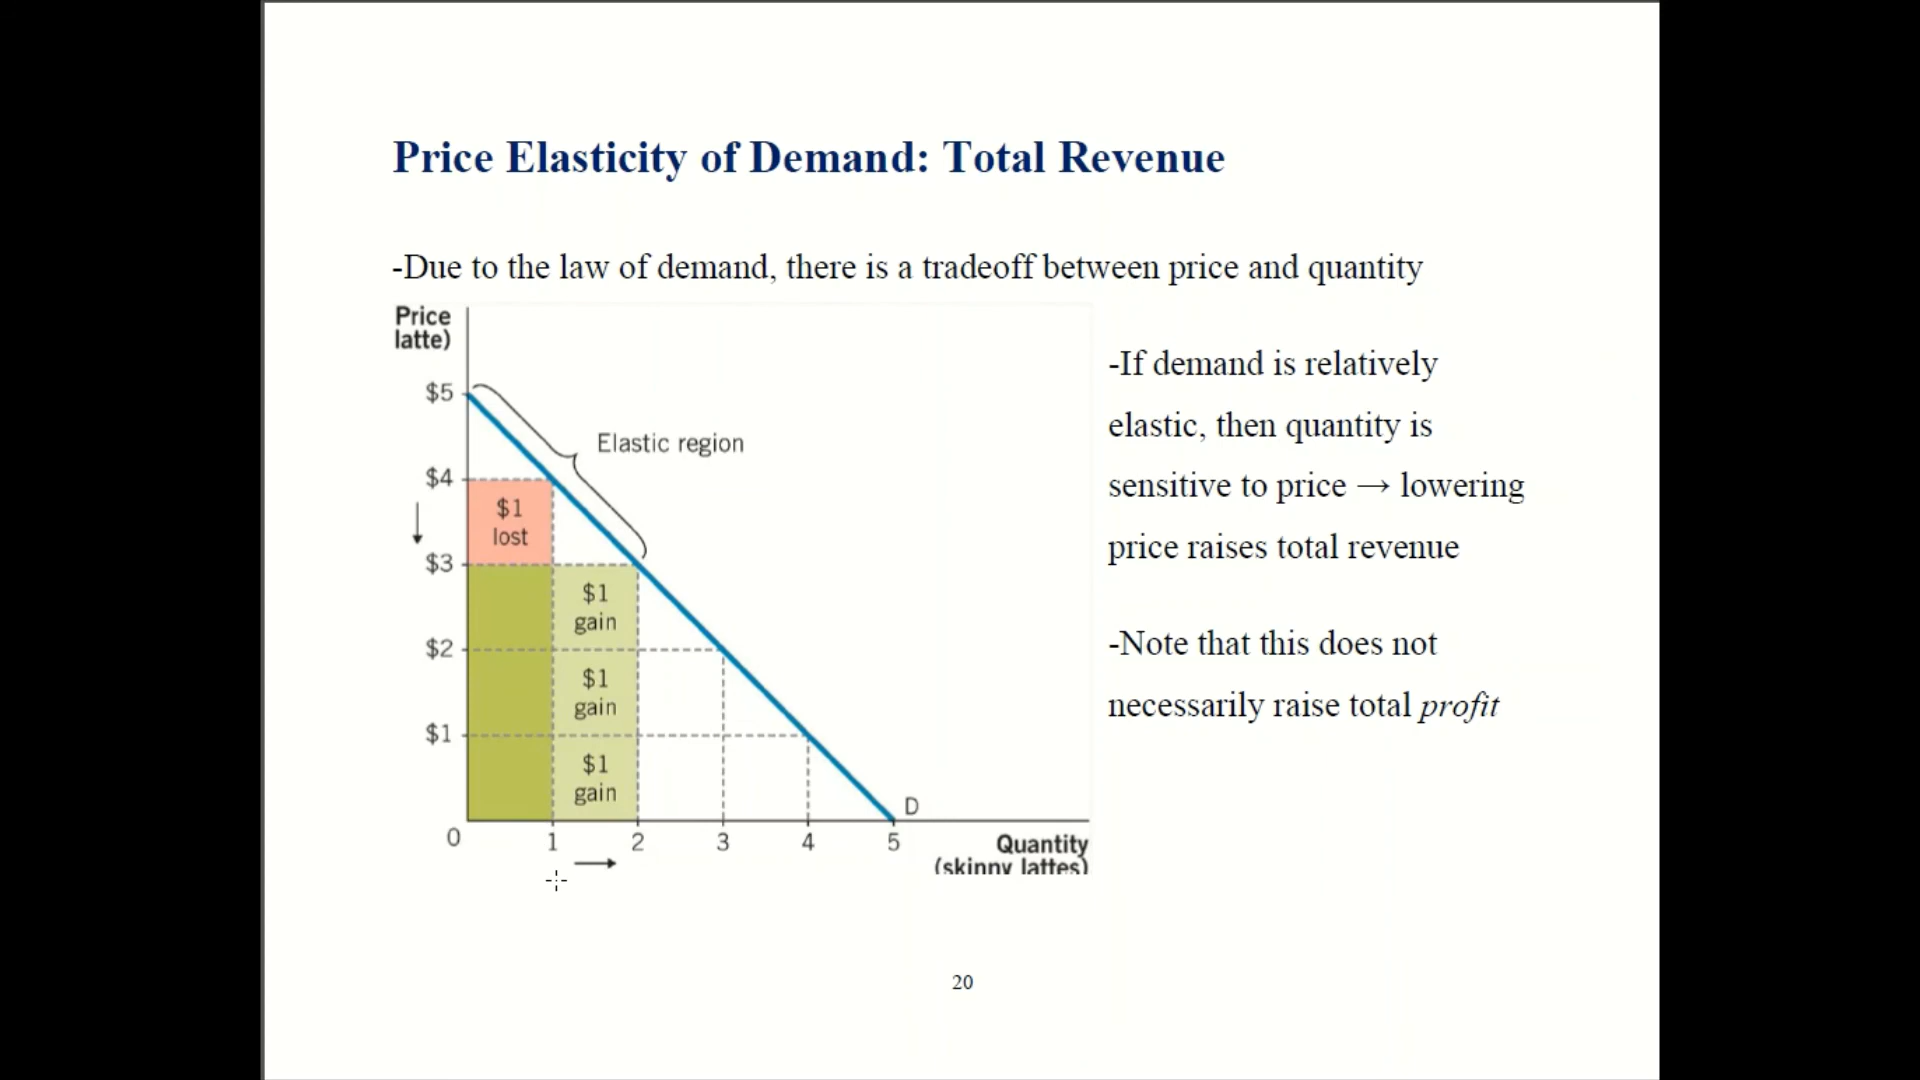 Price Elasticity of Demand: Total Revenue
-Due to the law of demand, there is a tradeoff between price and quantity
Price
latte)
$5
$4
$3
$2
$1
0
1
2
3
4
5
Elastic region
$1
lost
$1
gain
$1
gain
$1
gain
D
Quantity
(skinny lattes)
-If demand is relatively
elastic, then quantity is
sensitive to price → lowering
price raises total revenue
-Note that this does not
necessarily raise total profit
20